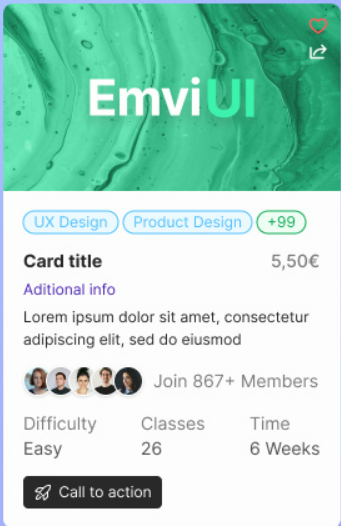 EmviUI
UX Design Product Design +99
Card title 5,50€
Aditional info
Lorem ipsum dolor sit amet, consectetur
adipiscing elit, sed do eiusmod
Join 867+ Members
Difficulty Classes Time
Easy 26 6 Weeks
Call to action